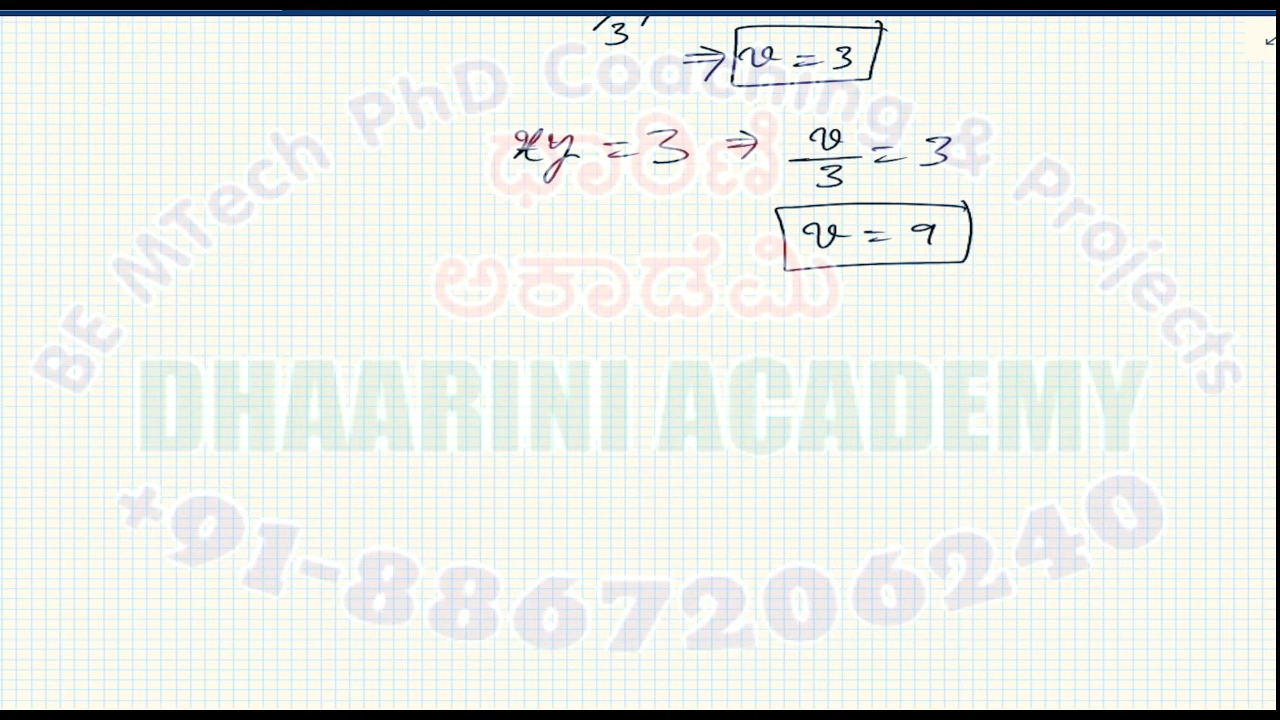 3
⇒ v = 3
xy = 3 ⇒ v/3 = 3
v = 9
BE MTech PhD Coaching & Projects
ಧಾರಿಣಿ
ಅಕಾಡೆಮಿ
DHAARINI ACADEMY
+91-8867206240